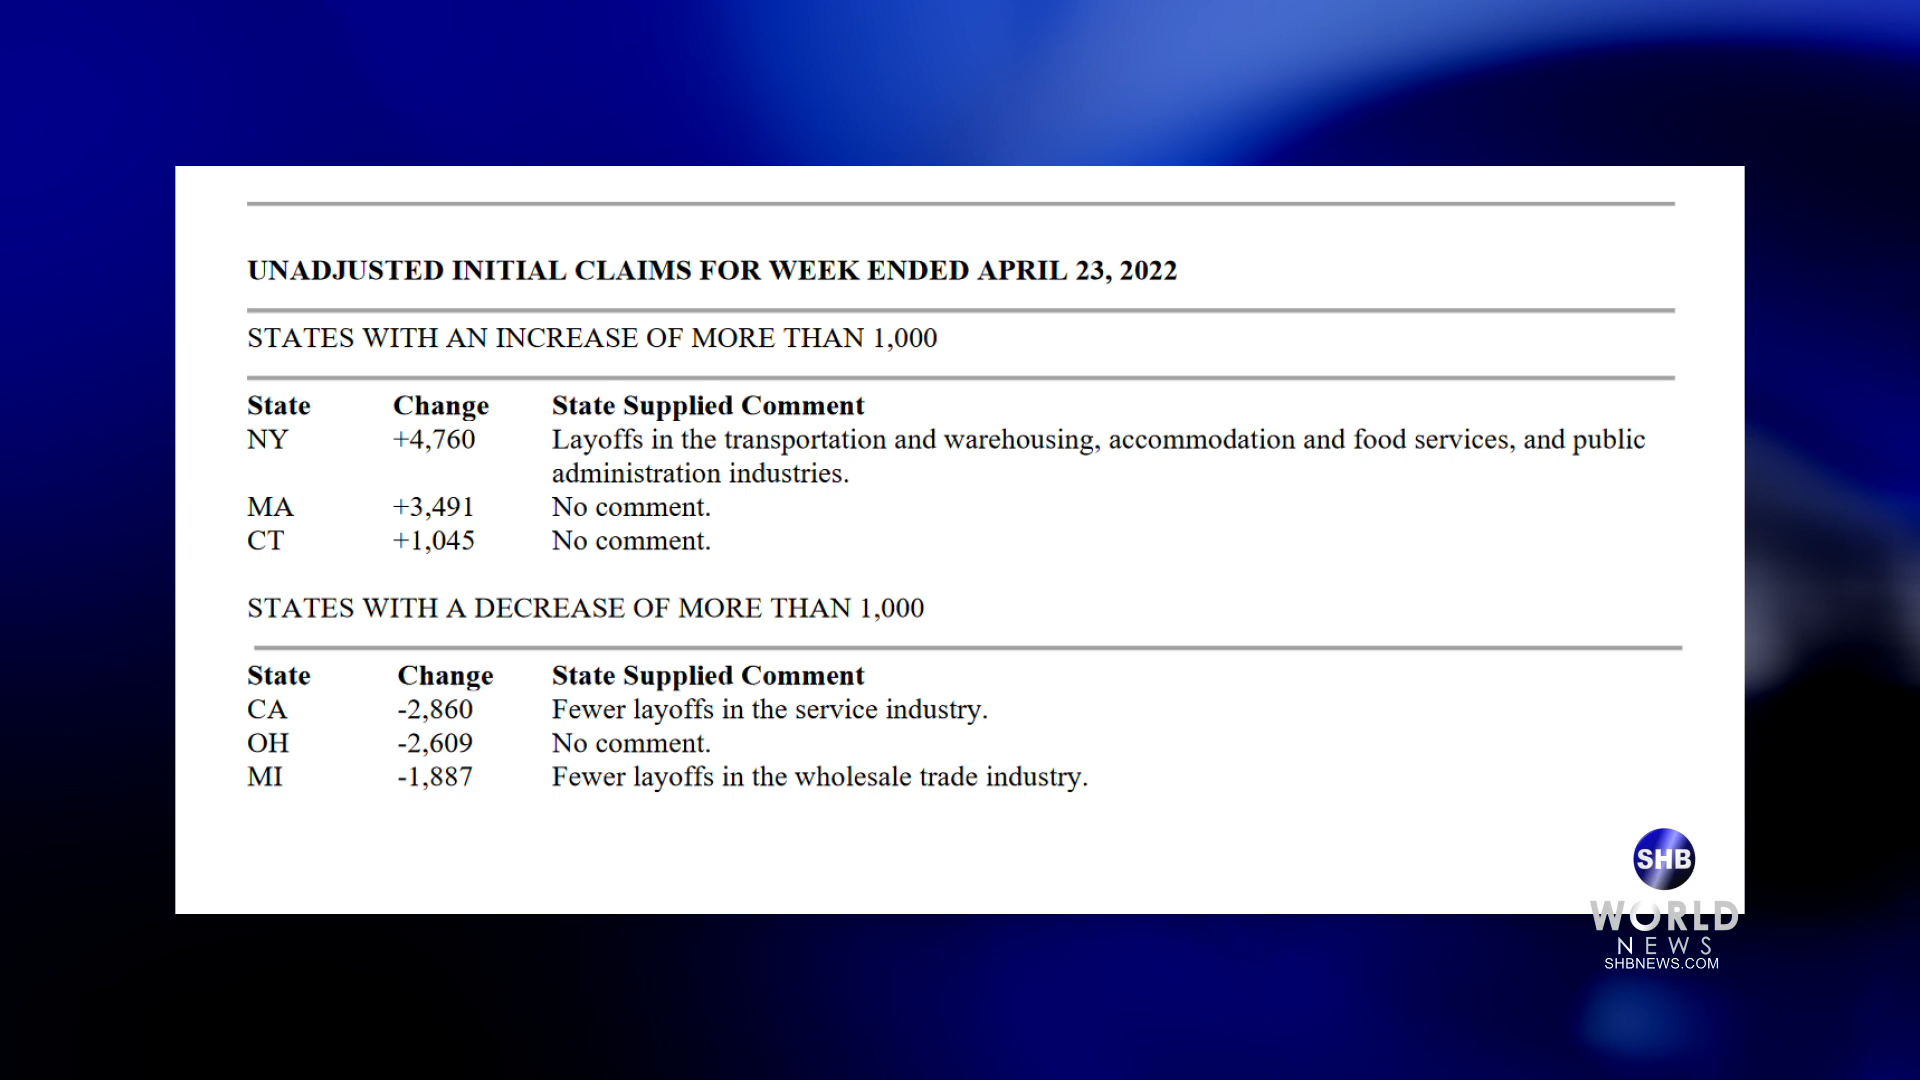 UNADJUSTED INITIAL CLAIMS FOR WEEK ENDED APRIL 23, 2022
STATES WITH AN INCREASE OF MORE THAN 1,000
State Change State Supplied Comment
NY +4,760 Layoffs in the transportation and warehousing, accommodation and food services, and public
administration industries.
MA +3,491 No comment.
CT +1,045 No comment.
STATES WITH A DECREASE OF MORE THAN 1,000
State Change State Supplied Comment
CA -2,860 Fewer layoffs in the service industry.
OH -2,609 No comment.
MI -1,887 Fewer layoffs in the wholesale trade industry.
SHB
WORLD
NEWS
SHBNEWS.COM